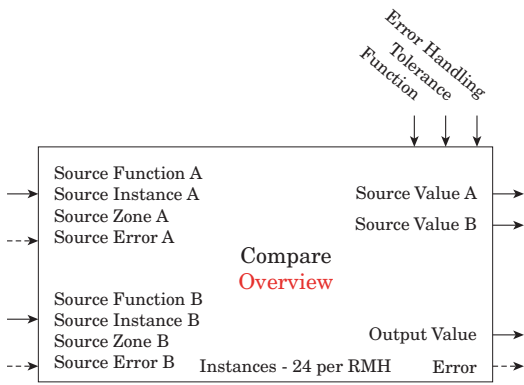 Error Handling
Tolerance
Function
Source Function A
Source Instance A
Source Zone A
Source Error A
Source Value A
Source Value B
Compare
Overview
Source Function B
Source Instance B
Source Zone B
Source Error B
Instances - 24 per RMH
Output Value
Error